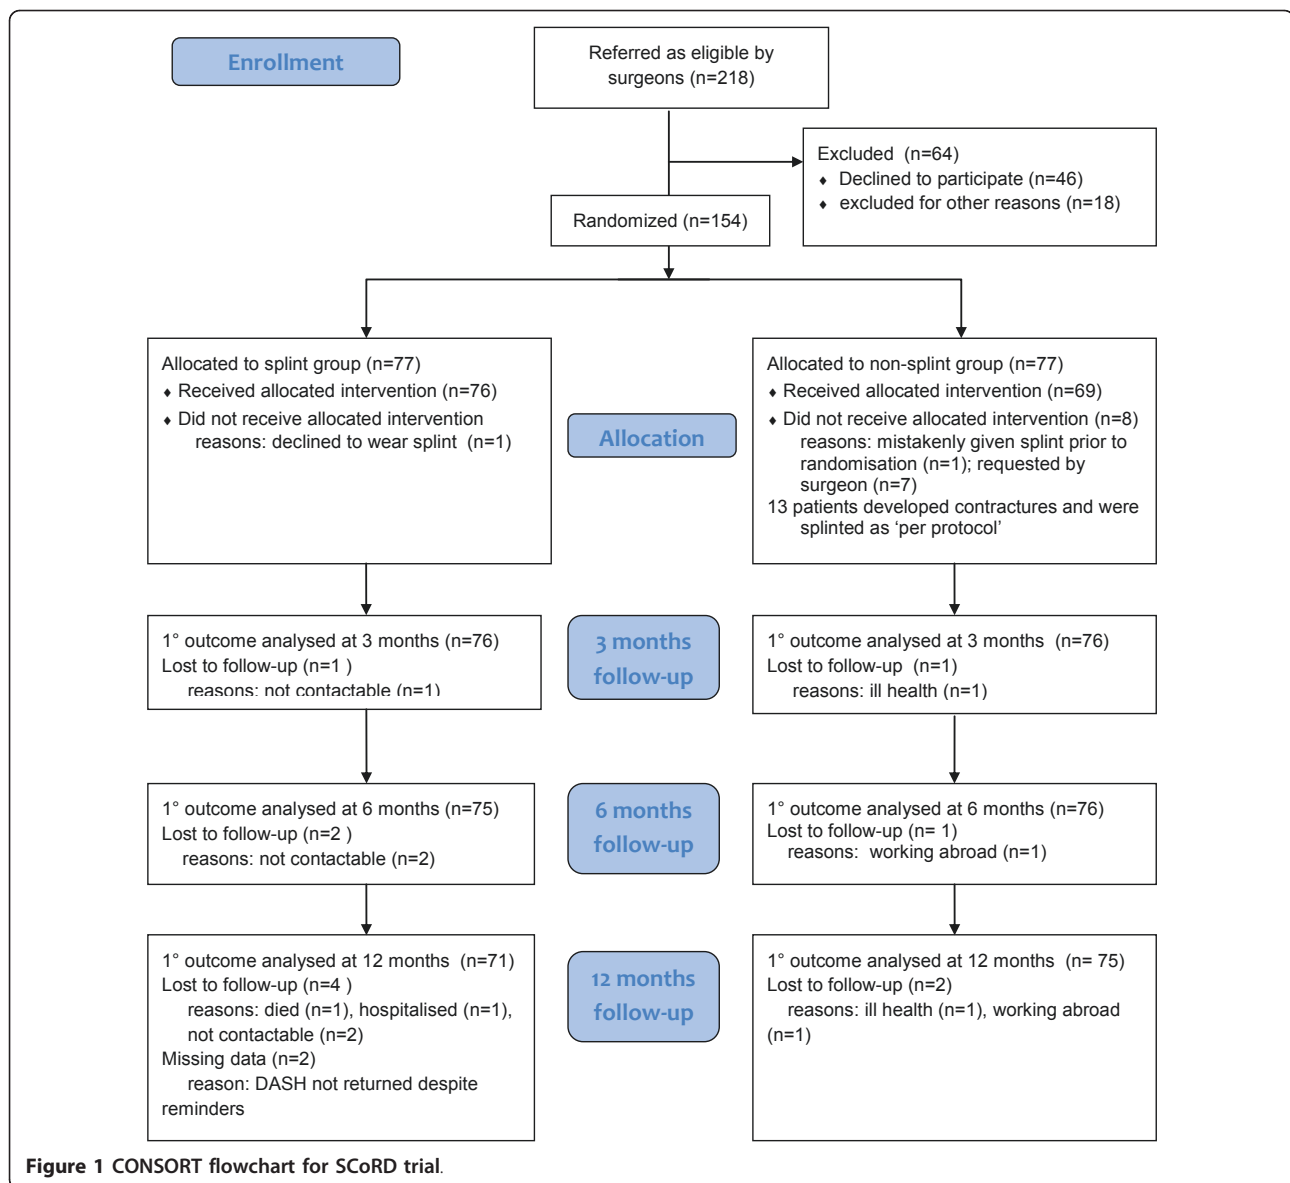 Enrollment
Referred as eligible by
surgeons (n=218)
Excluded (n=64)
♦ Declined to participate (n=46)
♦ excluded for other reasons (n=18)
Randomized (n=154)
Allocated to splint group (n=77)
♦ Received allocated intervention (n=76)
♦ Did not receive allocated intervention
reasons: declined to wear splint (n=1)
Allocation
Allocated to non-splint group (n=77)
♦ Received allocated intervention (n=69)
♦ Did not receive allocated intervention (n=8)
reasons: mistakenly given splint prior to
randomisation (n=1); requested by
surgeon (n=7)
13 patients developed contractures and were
splinted as ‘per protocol’
1° outcome analysed at 3 months (n=76)
Lost to follow-up (n=1 )
reasons: not contactable (n=1)
3 months
follow-up
1° outcome analysed at 3 months (n=76)
Lost to follow-up (n=1)
reasons: ill health (n=1)
1° outcome analysed at 6 months (n=75)
Lost to follow-up (n=2 )
reasons: not contactable (n=2)
6 months
follow-up
1° outcome analysed at 6 months (n=76)
Lost to follow-up (n= 1)
reasons: working abroad (n=1)
1° outcome analysed at 12 months (n=71)
Lost to follow-up (n=4 )
reasons: died (n=1), hospitalised (n=1),
not contactable (n=2)
Missing data (n=2)
reason: DASH not returned despite
reminders
12 months
follow-up
1° outcome analysed at 12 months (n= 75)
Lost to follow-up (n=2)
reasons: ill health (n=1), working abroad
(n=1)
Figure 1 CONSORT flowchart for SCoRD trial.